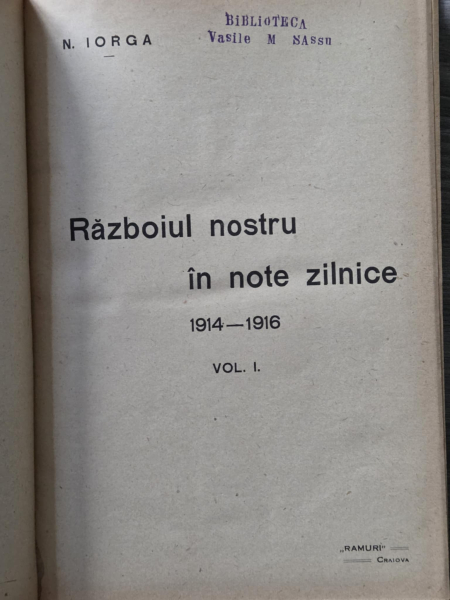 BiBLiOTECA
Vasile M SAssu
N. IORGA
Războiul nostru
în note zilnice
1914—1916
VOL. I.
„RAMURI"
CRAIOVA